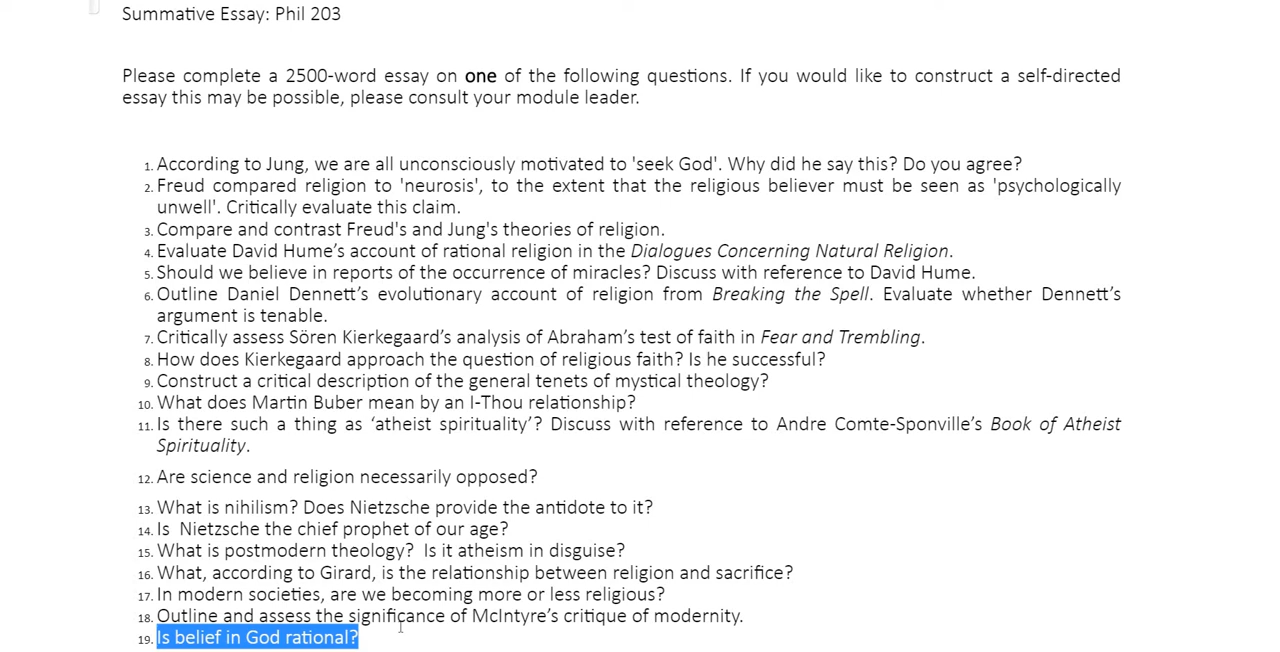 Summative Essay: Phil 203
Please complete a 2500-word essay on one of the following questions. If you would like to construct a self-directed
essay this may be possible, please consult your module leader.
1. According to Jung, we are all unconsciously motivated to 'seek God'. Why did he say this? Do you agree?
2. Freud compared religion to 'neurosis', to the extent that the religious believer must be seen as 'psychologically
unwell'. Critically evaluate this claim.
3. Compare and contrast Freud's and Jung's theories of religion.
4. Evaluate David Hume’s account of rational religion in the Dialogues Concerning Natural Religion.
5. Should we believe in reports of the occurrence of miracles? Discuss with reference to David Hume.
6. Outline Daniel Dennett’s evolutionary account of religion from Breaking the Spell. Evaluate whether Dennett’s
argument is tenable.
7. Critically assess Sören Kierkegaard’s analysis of Abraham’s test of faith in Fear and Trembling.
8. How does Kierkegaard approach the question of religious faith? Is he successful?
9. Construct a critical description of the general tenets of mystical theology?
10. What does Martin Buber mean by an I-Thou relationship?
11. Is there such a thing as ‘atheist spirituality’? Discuss with reference to Andre Comte-Sponville’s Book of Atheist
Spirituality.
12. Are science and religion necessarily opposed?
13. What is nihilism? Does Nietzsche provide the antidote to it?
14. Is  Nietzsche the chief prophet of our age?
15. What is postmodern theology?  Is it atheism in disguise?
16. What, according to Girard, is the relationship between religion and sacrifice?
17. In modern societies, are we becoming more or less religious?
18. Outline and assess the significance of McIntyre’s critique of modernity.
19. Is belief in God rational?